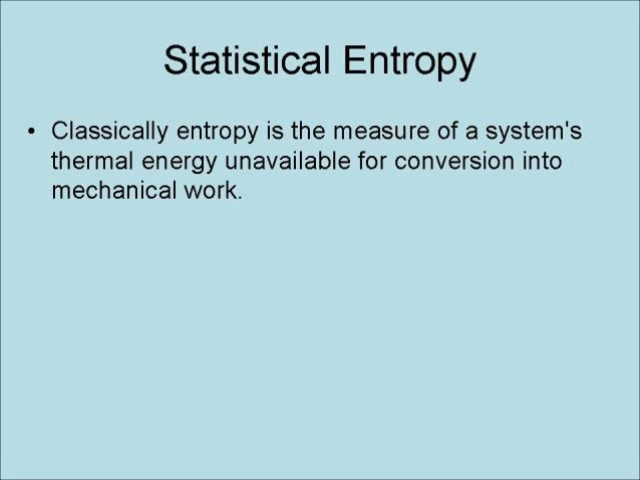 Statistical Entropy
• Classically entropy is the measure of a system's
thermal energy unavailable for conversion into
mechanical work.